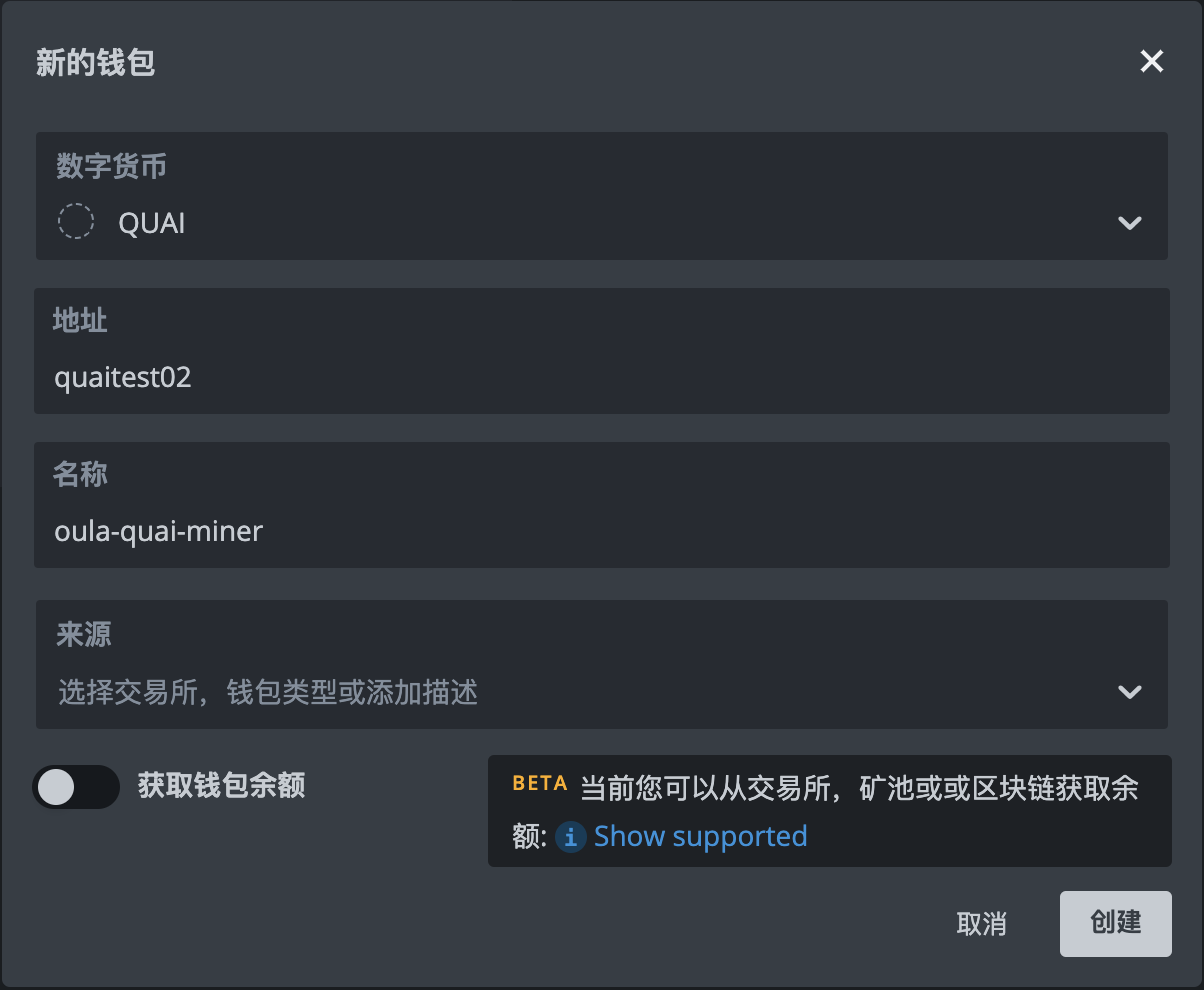 新的钱包
数字货币
QUAI
地址
quaitest02
名称
oula-quai-miner
来源
选择交易所，钱包类型或添加描述
获取钱包余额
BETA 当前您可以从交易所，矿池或或区块链获取余
额: i Show supported
取消
创建